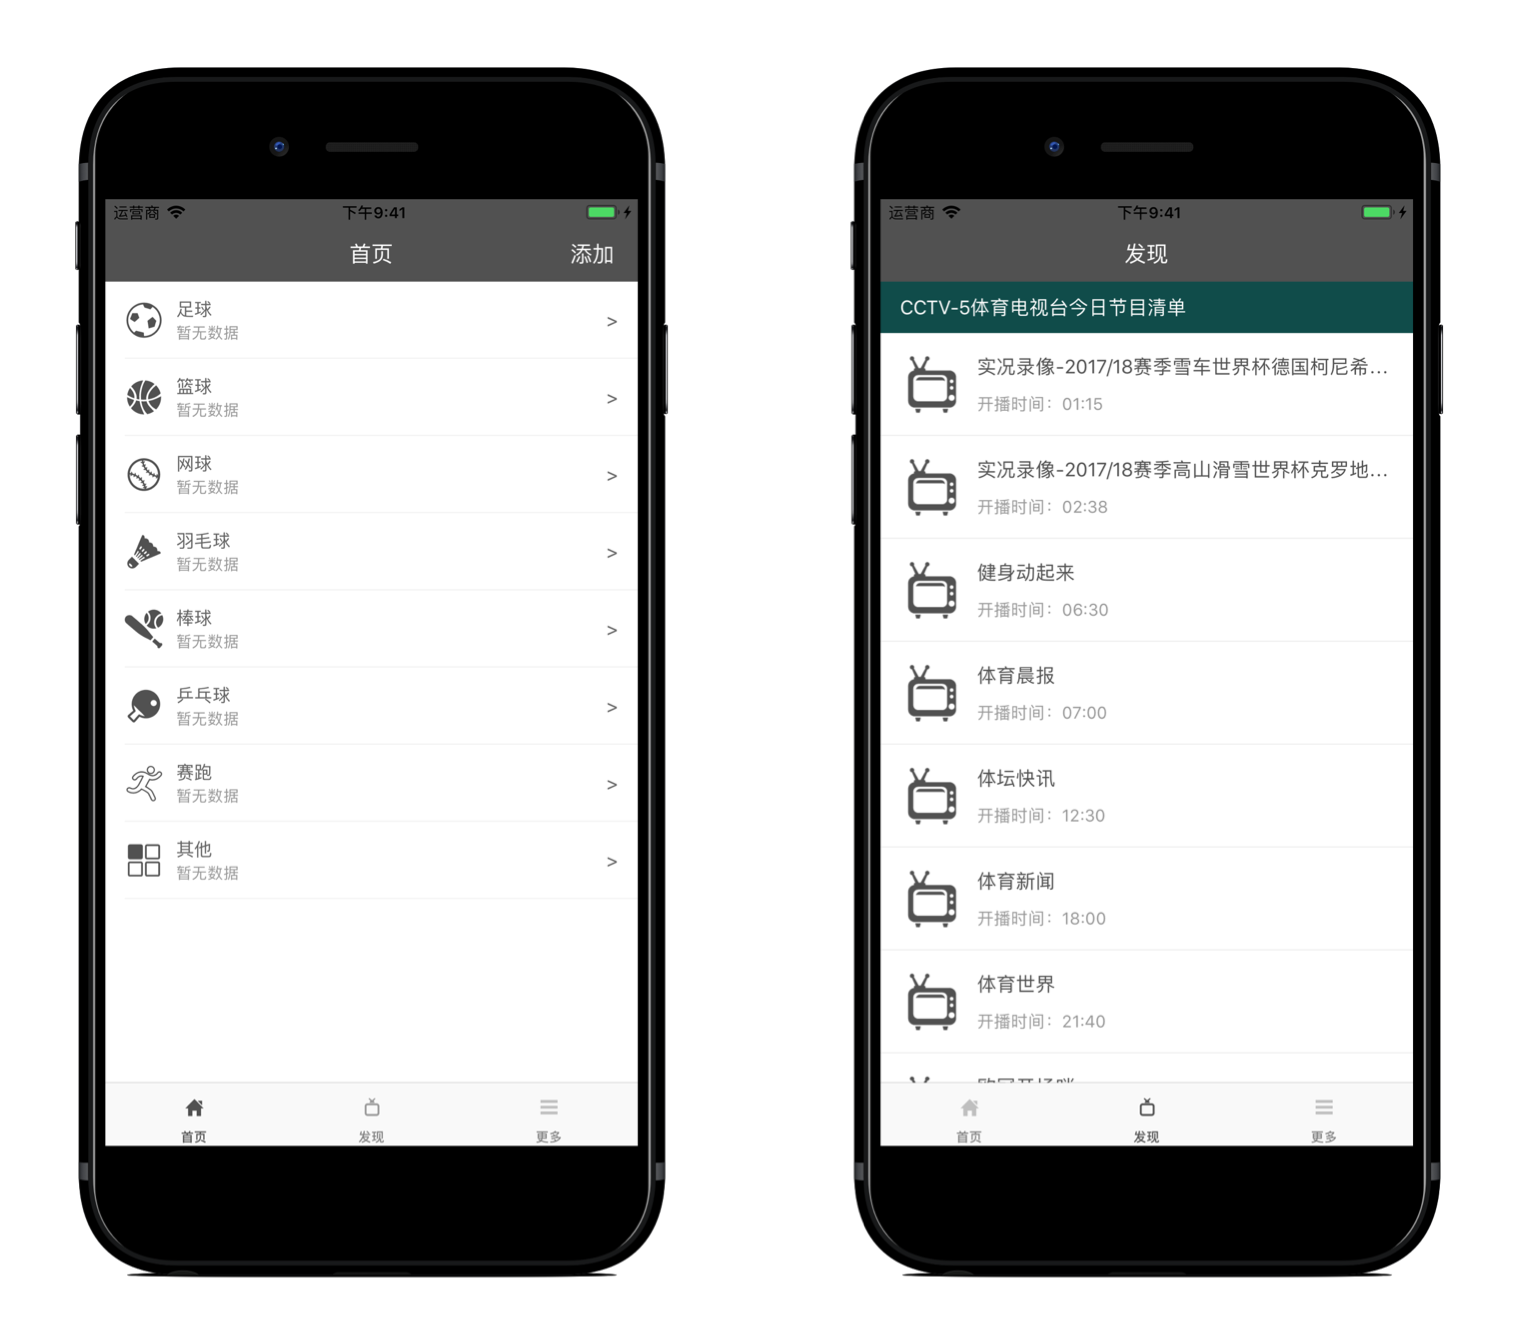 运营商
下午9:41
首页
添加
足球
暂无数据
>
篮球
暂无数据
>
网球
暂无数据
>
羽毛球
暂无数据
>
棒球
暂无数据
>
乒乓球
暂无数据
>
赛跑
暂无数据
>
其他
暂无数据
>
首页
发现
更多
运营商
下午9:41
发现
CCTV-5体育电视台今日节目清单
实况录像-2017/18赛季雪车世界杯德国柯尼希...
开播时间：01:15
实况录像-2017/18赛季高山滑雪世界杯克罗地...
开播时间：02:38
健身动起来
开播时间：06:30
体育晨报
开播时间：07:00
体坛快讯
开播时间：12:30
体育新闻
开播时间：18:00
体育世界
开播时间：21:40
首页
发现
更多